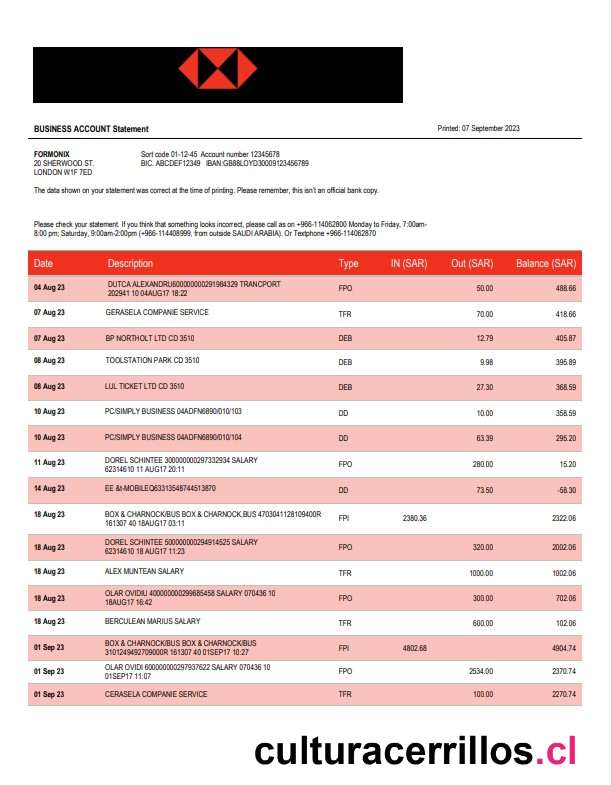 BUSINESS ACCOUNT Statement Printed: 07 September 2023
FORMONIX Sort code 01-12-45 Account number 12345678
20 SHERWOOD ST. BIC. ABCDEF12349 IBAN:GB88LOYD30009123456789
LONDON W1F 7ED
The data shown on your statement was correct at the time of printing. Please remember, this isn't an official bank copy.
Please check your statement. If you think that something looks incorrect, please call as on +966-114062800 Monday to Friday, 7:00am-
8:00 pm; Saturday, 9:00am-2:00pm (+966-114408999, from outside SAUDI ARABIA). Or Textphone +966-114062870
Date Description Type IN (SAR) Out (SAR) Balance (SAR)
04 Aug 23 DUTCA ALEXANDRU600000000291984329 TRANCPORT FPO 50.00 488.66
202941 10 04AUG17 18:22
07 Aug 23 GERASELA COMPANIE SERVICE TFR 70.00 418.66
07 Aug 23 BP NORTHOLT LTD CD 3510 DEB 12.79 405.87
08 Aug 23 TOOLSTATION PARK CD 3510 DEB 9.98 395.89
08 Aug 23 LUL TICKET LTD CD 3510 DEB 27.30 368.59
10 Aug 23 PC/SIMPLY BUSINESS 04ADFN6890/010/103 DD 10.00 358.59
10 Aug 23 PC/SIMPLY BUSINESS 04ADFN6890/010/104 DD 63.39 295.20
11 Aug 23 DOREL SCHINTEE 300000000297332934 SALARY FPO 280.00 15.20
62314610 11 AUG17 20:11
14 Aug 23 EE &t-MOBILEQ63313548744513870 DD 73.50 -58.30
18 Aug 23 BOX & CHARNOCK/BUS BOX & CHARNOCK,BUS 4703041128109400R FPI 2380.36 2322.06
161307 40 18AUG17 03:11
18 Aug 23 DOREL SCHINTEE 500000000294914525 SALARY FPO 320.00 2002.06
62314610 18 AUG17 11:23
18 Aug 23 ALEX MUNTEAN SALARY TFR 1000.00 1002.06
18 Aug 23 OLAR OVIDIU 400000000299685458 SALARY 070436 10 FPO 300.00 702.06
18AUG17 16:42
18 Aug 23 BERCULEAN MARIUS SALARY TFR 600.00 102.06
01 Sep 23 BOX & CHARNOCK/BUS BOX & CHARNOCK/BUS FPI 4802.68 4904.74
3101249492709000R 161307 40 01SEP17 10:27
01 Sep 23 OLAR OVIDI 600000000297937622 SALARY 070436 10 FPO 2534.00 2370.74
01SEP17 11:07
01 Sep 23 CERASELA COMPANIE SERVICE TFR 100.00 2270.74
culturacerrillos.cl